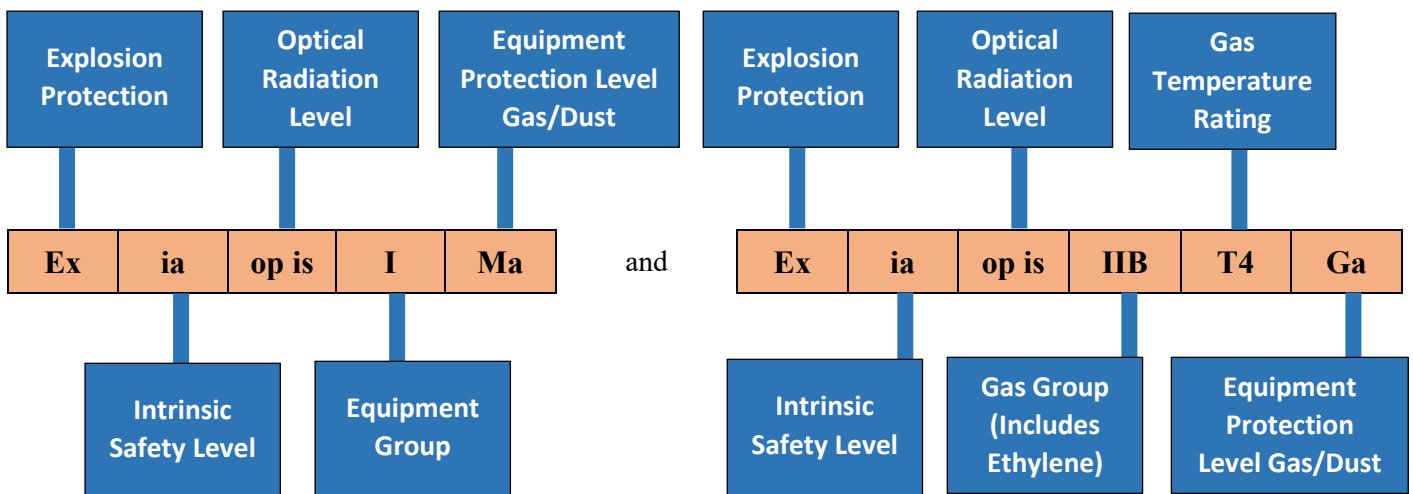 Explosion
Protection
Optical
Radiation
Level
Equipment
Protection Level
Gas/Dust
Explosion
Protection
Optical
Radiation
Level
Gas
Temperature
Rating
Ex ia op is I Ma and Ex ia op is IIB T4 Ga
Intrinsic
Safety Level
Equipment
Group
Intrinsic
Safety Level
Gas Group
(Includes
Ethylene)
Equipment
Protection
Level Gas/Dust